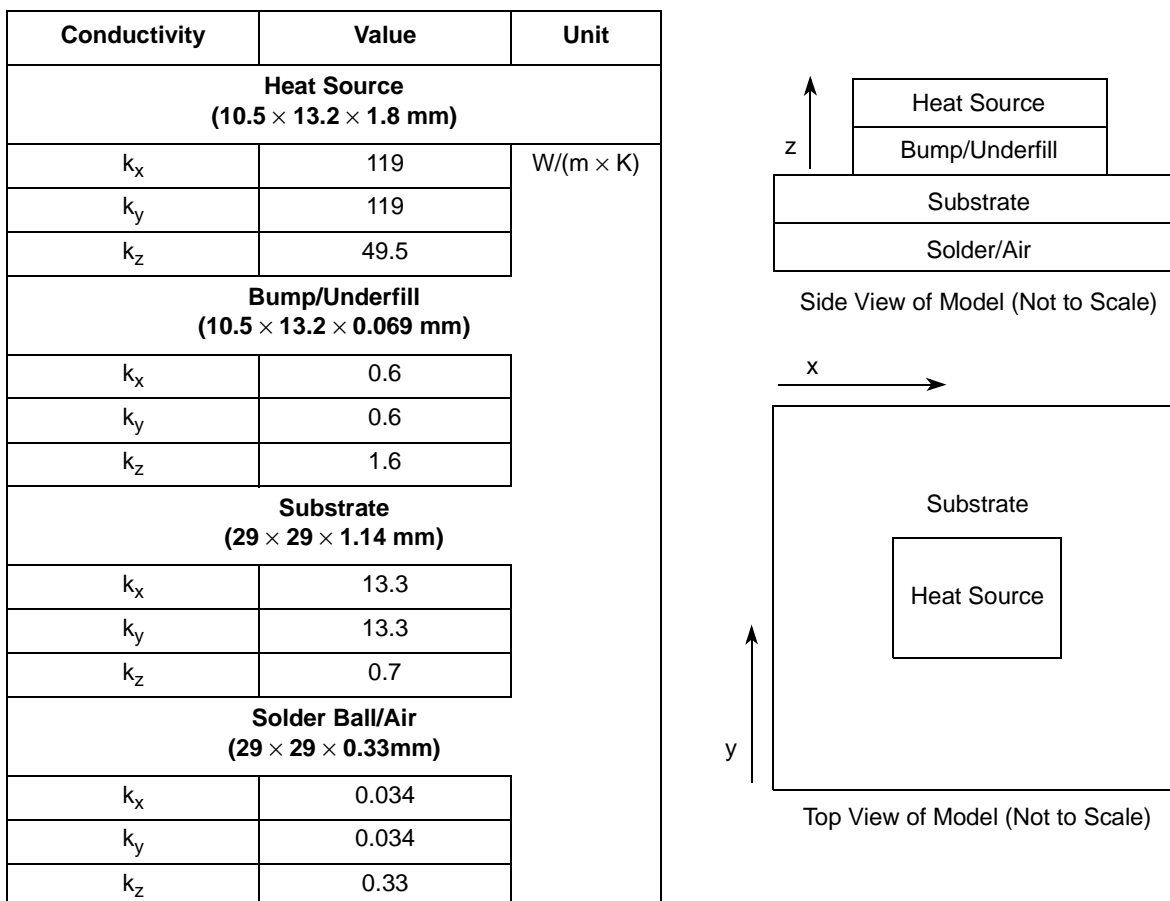 Conductivity Value Unit
Heat Source
(10.5 × 13.2 × 1.8 mm)
kx 119 W/(m × K)
ky 119
kz 49.5
Bump/Underfill
(10.5 × 13.2 × 0.069 mm)
kx 0.6
ky 0.6
kz 1.6
Substrate
(29 × 29 × 1.14 mm)
kx 13.3
ky 13.3
kz 0.7
Solder Ball/Air
(29 × 29 × 0.33mm)
kx 0.034
ky 0.034
kz 0.33
z
Heat Source
Bump/Underfill
Substrate
Solder/Air
Side View of Model (Not to Scale)
x
Substrate
Heat Source
y
Top View of Model (Not to Scale)